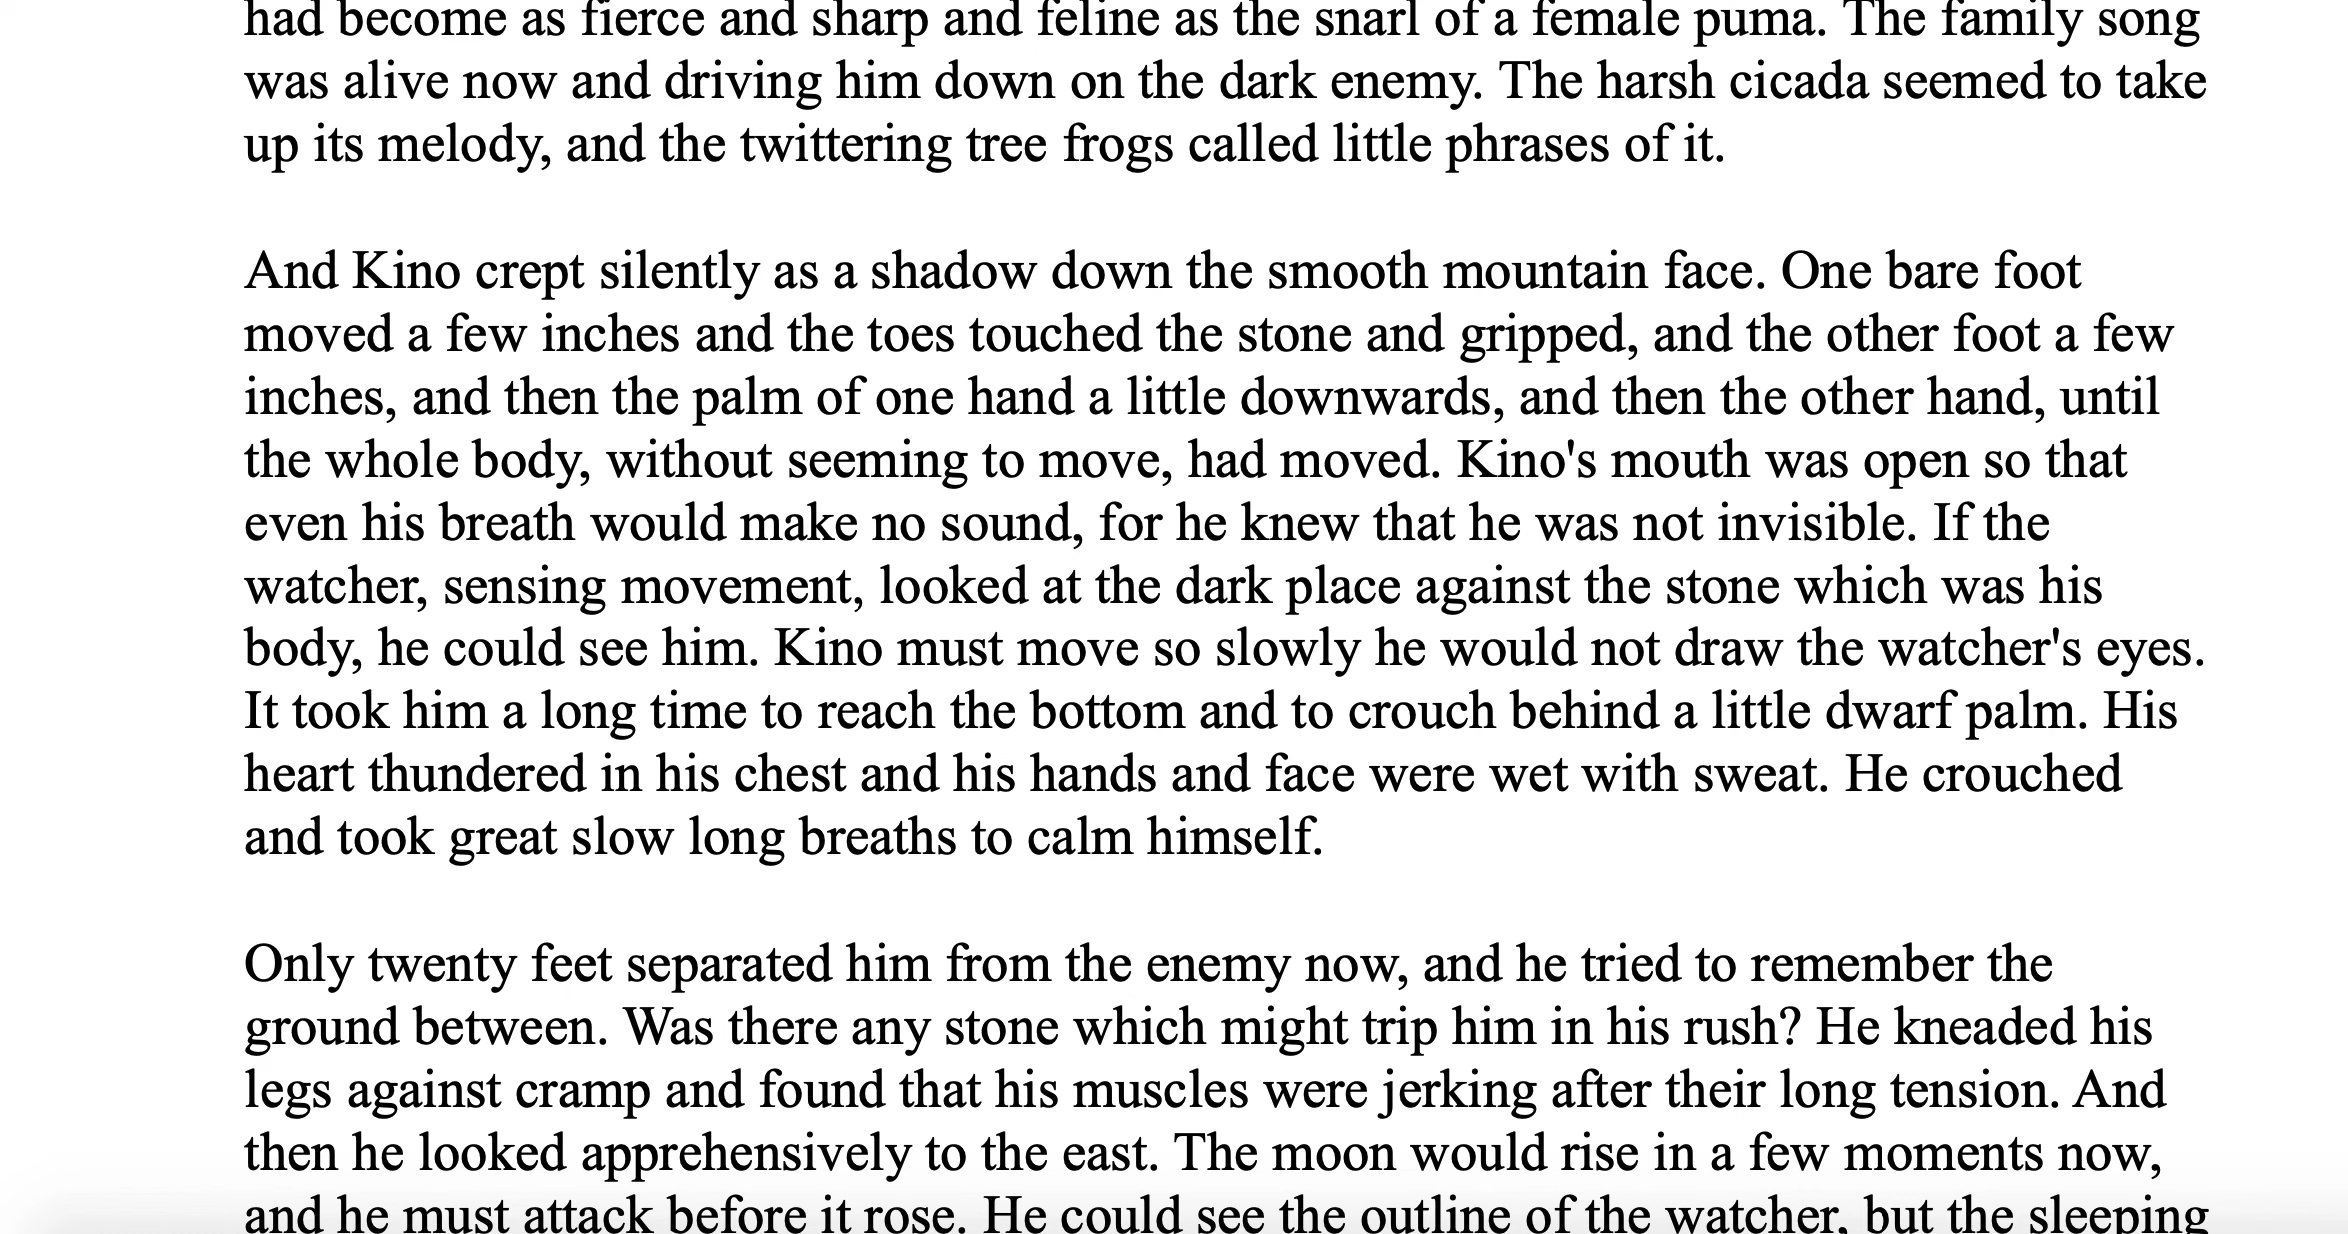 had become as fierce and sharp and feline as the snarl of a female puma. The family song
was alive now and driving him down on the dark enemy. The harsh cicada seemed to take
up its melody, and the twittering tree frogs called little phrases of it.
And Kino crept silently as a shadow down the smooth mountain face. One bare foot
moved a few inches and the toes touched the stone and gripped, and the other foot a few
inches, and then the palm of one hand a little downwards, and then the other hand, until
the whole body, without seeming to move, had moved. Kino's mouth was open so that
even his breath would make no sound, for he knew that he was not invisible. If the
watcher, sensing movement, looked at the dark place against the stone which was his
body, he could see him. Kino must move so slowly he would not draw the watcher's eyes.
It took him a long time to reach the bottom and to crouch behind a little dwarf palm. His
heart thundered in his chest and his hands and face were wet with sweat. He crouched
and took great slow long breaths to calm himself.
Only twenty feet separated him from the enemy now, and he tried to remember the
ground between. Was there any stone which might trip him in his rush? He kneaded his
legs against cramp and found that his muscles were jerking after their long tension. And
then he looked apprehensively to the east. The moon would rise in a few moments now,
and he must attack before it rose. He could see the outline of the watcher, but the sleeping